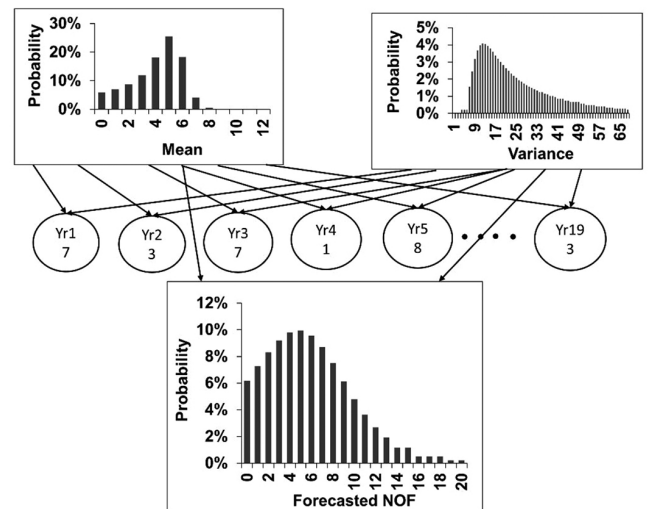 30%
20%
10%
0%
Probability
0 2 4 6 8 10 12
Mean
5%
4%
3%
2%
1%
0%
Probability
1 9 17 25 33 41 49 57 65
Variance
Yr1
7
Yr2
3
Yr3
7
Yr4
1
Yr5
8
Yr19
3
12%
10%
8%
6%
4%
2%
0%
Probability
0 2 4 6 8 10 12 14 16 18 20
Forecasted NOF